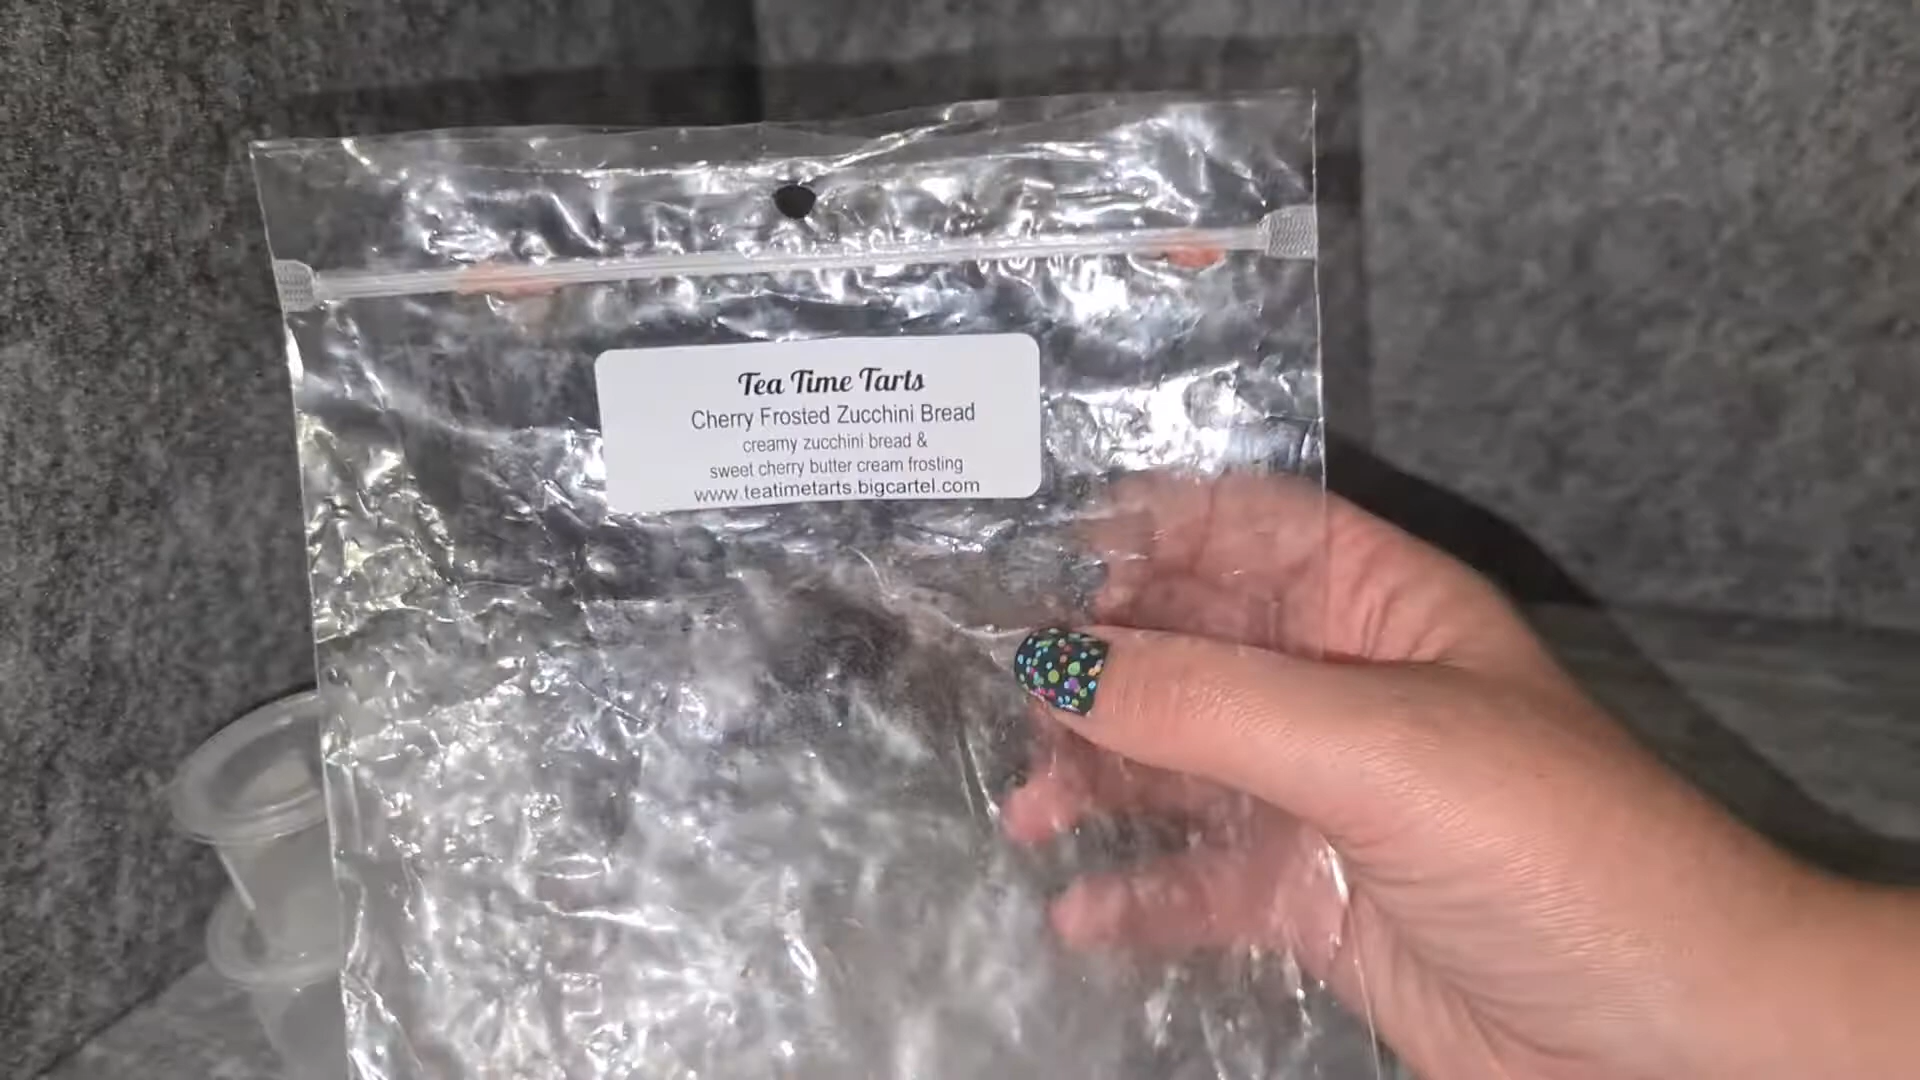 Tea Time Tarts
Cherry Frosted Zucchini Bread
creamy zucchini bread &
sweet cherry butter cream frosting
www.teatimetarts.bigcartel.com